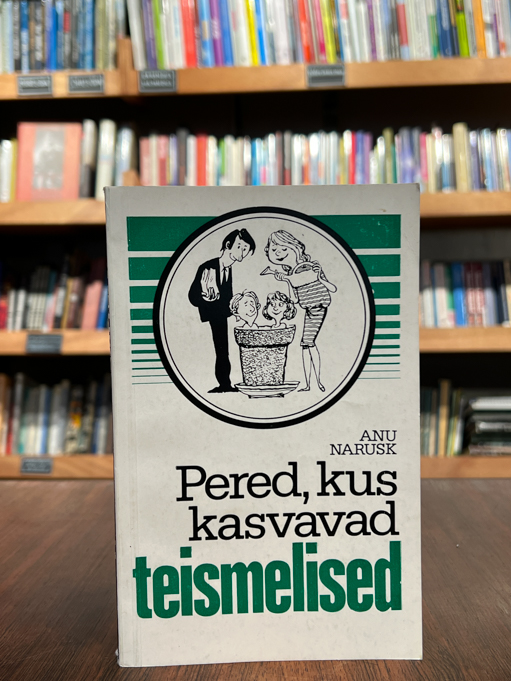 ANU
NARUSK
Pered, kus
kasvavad
teismelised